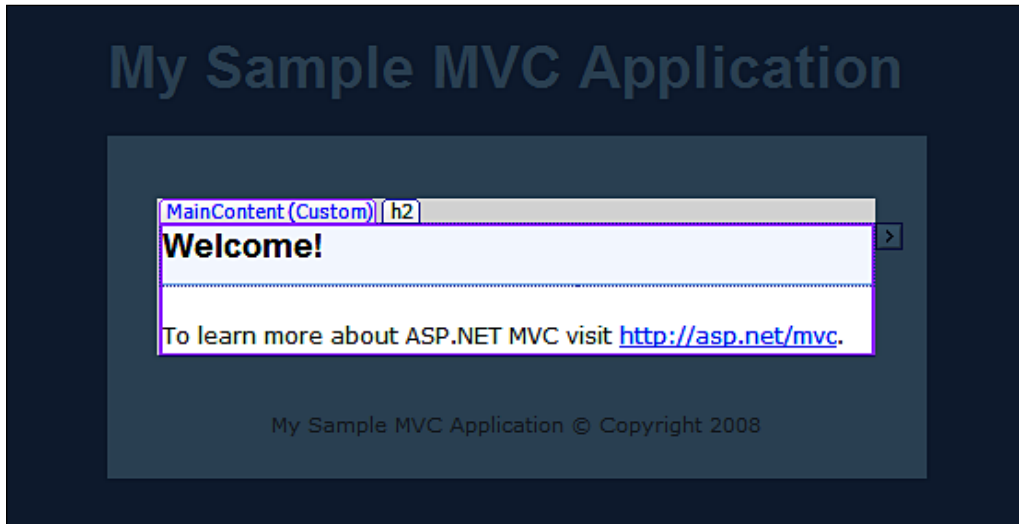 My Sample MVC Application
MainContent (Custom) h2
Welcome!
>
To learn more about ASP.NET MVC visit http://asp.net/mvc.
My Sample MVC Application © Copyright 2008